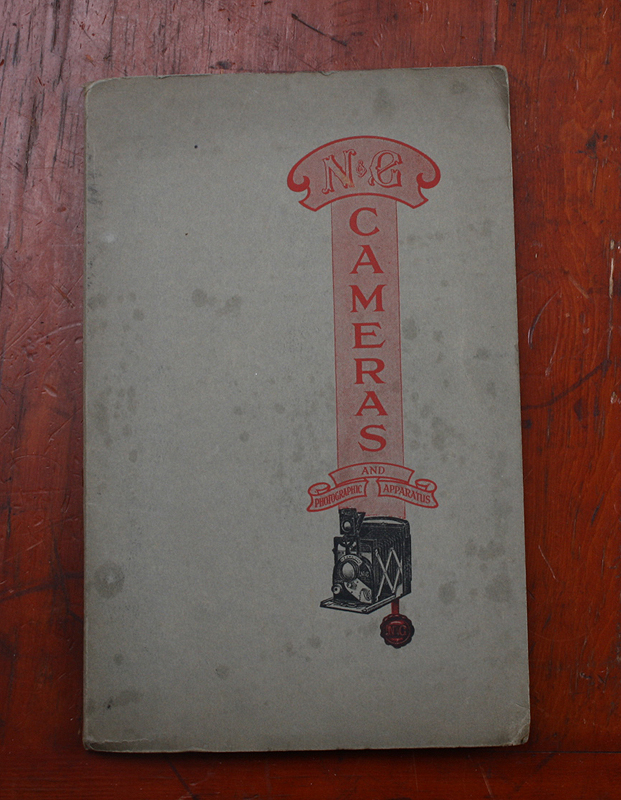 N & G
CAMERAS
AND
PHOTOGRAPHIC APPARATUS
N&G